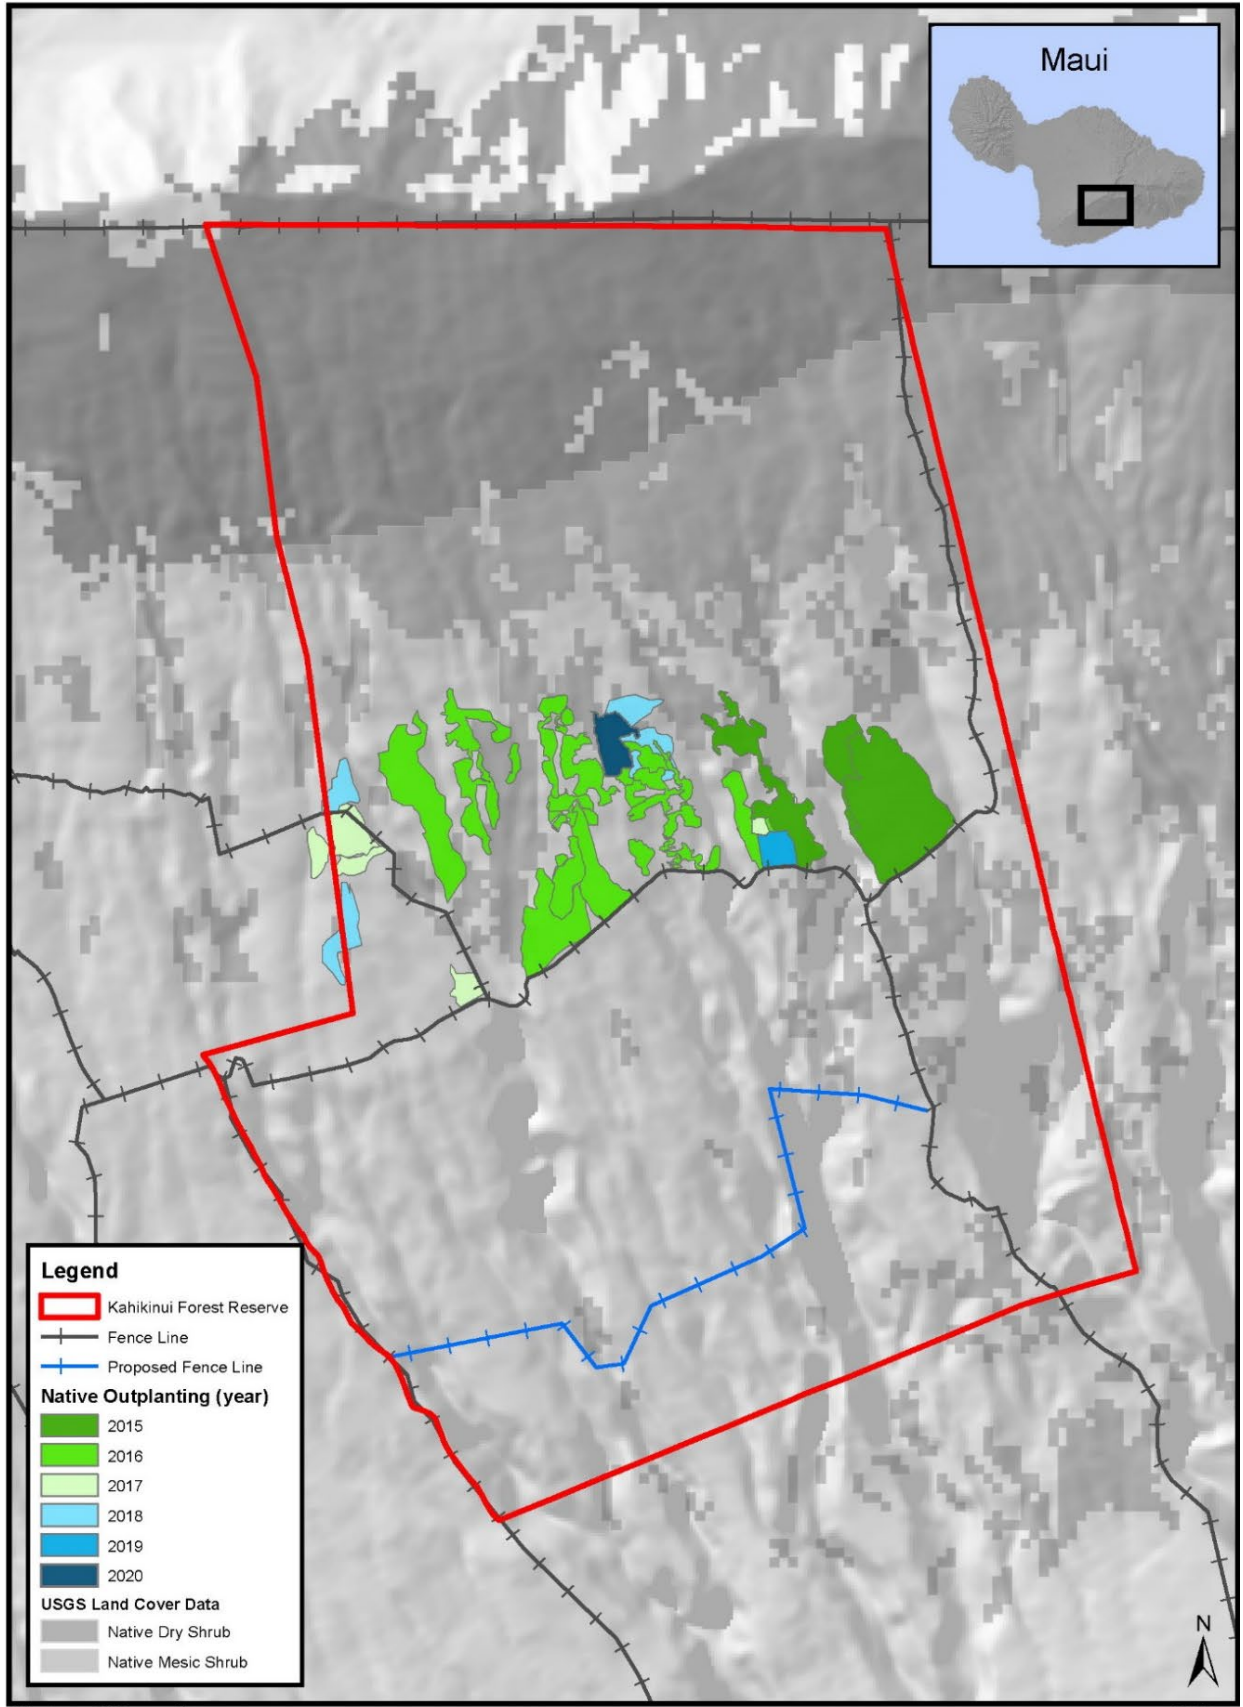 Maui
Legend
Kahikinui Forest Reserve
Fence Line
Proposed Fence Line
Native Outplanting (year)
2015
2016
2017
2018
2019
2020
USGS Land Cover Data
Native Dry Shrub
Native Mesic Shrub
N